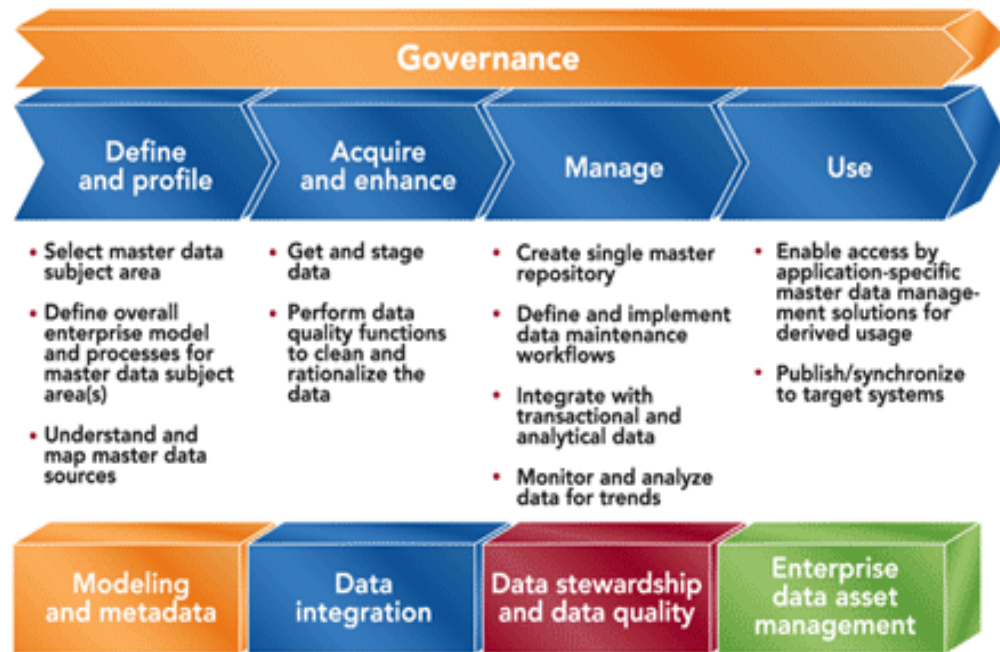 Governance
Define
and profile
Acquire
and enhance
Manage
Use
• Select master data
subject area
• Define overall
enterprise model
and processes for
master data subject
area(s)
• Understand and
map master data
sources
• Get and stage
data
• Perform data
quality functions
to clean and
rationalize the
data
• Create single master
repository
• Define and implement
data maintenance
workflows
• Integrate with
transactional and
analytical data
• Monitor and analyze
data for trends
• Enable access by
application-specific
master data manage-
ment solutions for
derived usage
• Publish/synchronize
to target systems
Modeling
and metadata
Data
integration
Data stewardship
and data quality
Enterprise
data asset
management